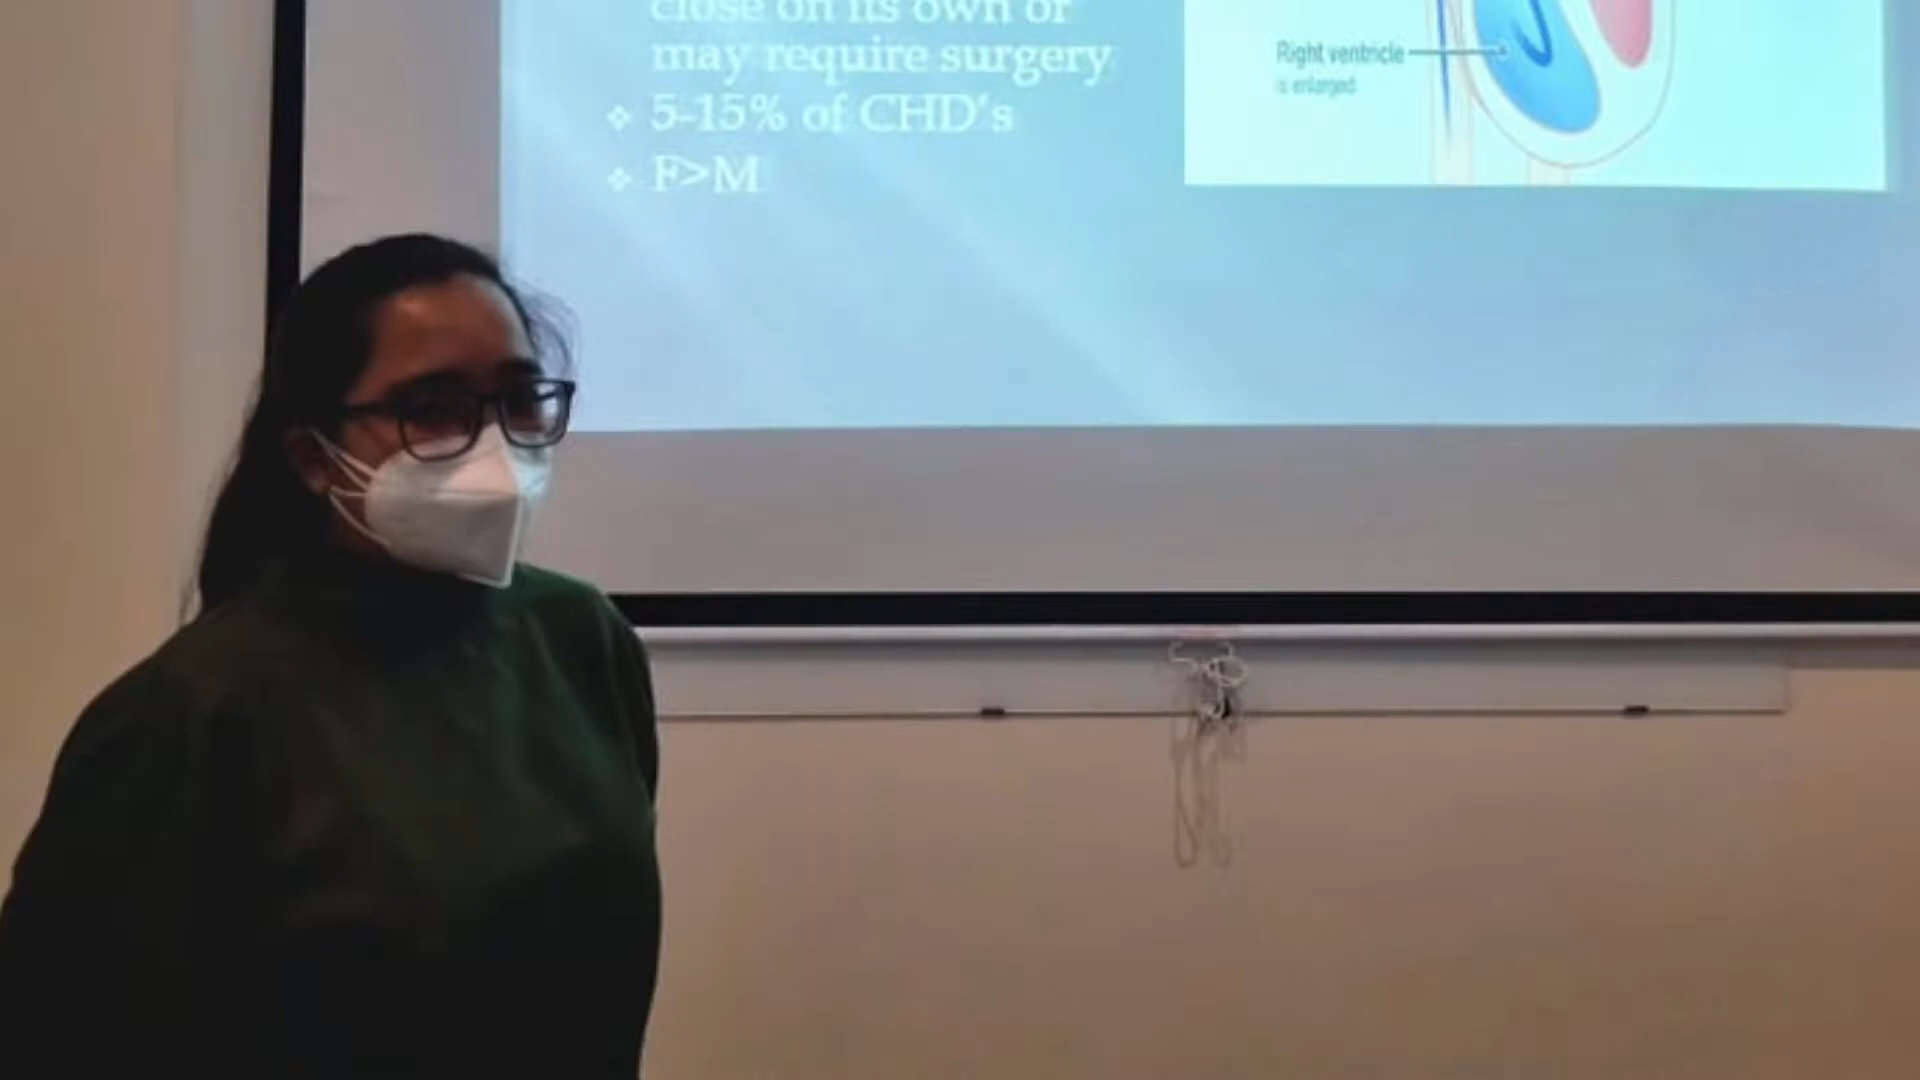 close on its own or
may require surgery
❖ 5-15% of CHD's
❖ F>M
Right ventricle
is enlarged